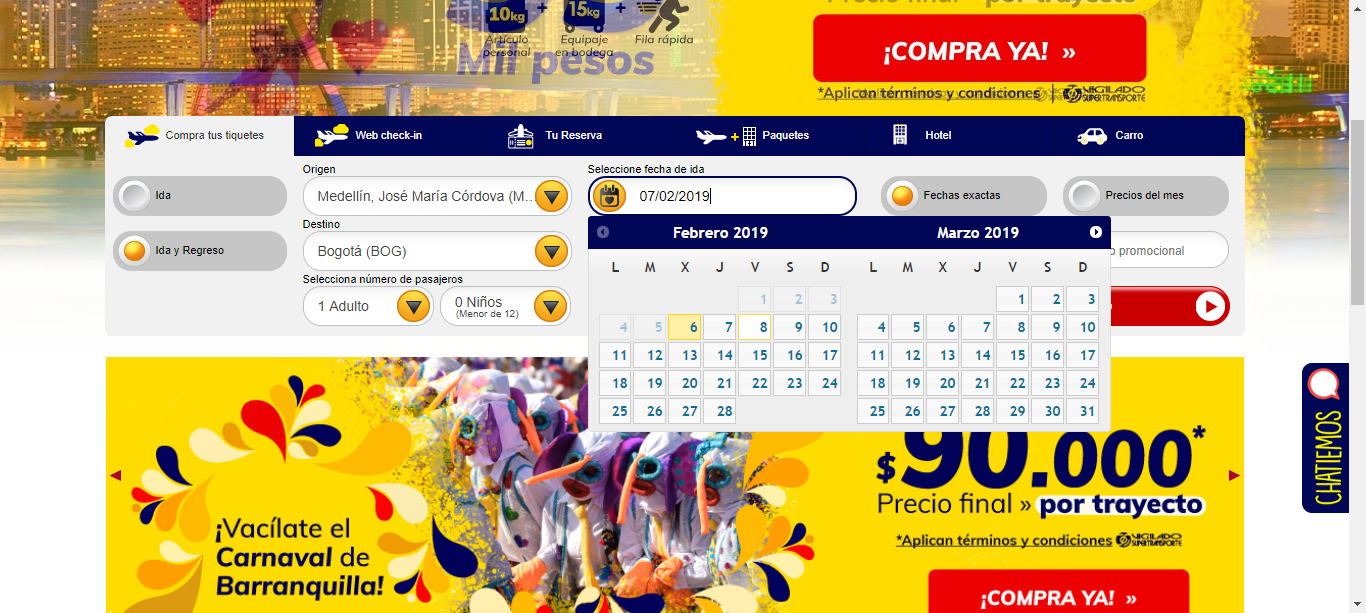 10kg + 15kg +
Artículo personal
Equipaje en bodega
Fila rápida
Mil pesos
Precio final » por trayecto
¡COMPRA YA! »
*Aplican términos y condiciones
VIGILADO
SUPERTRANSPORTE
Compra tus tiquetes
Web check-in
Tu Reserva
Paquetes
Hotel
Carro
Ida
Ida y Regreso
Origen
Medellín, José María Córdova (M...
Destino
Bogotá (BOG)
Selecciona número de pasajeros
1 Adulto
0 Niños
(Menor de 12)
Seleccione fecha de ida
07/02/2019
Fechas exactas
Precios del mes
promocional
Febrero 2019
L M X J V S D
1 2 3
4 5 6 7 8 9 10
11 12 13 14 15 16 17
18 19 20 21 22 23 24
25 26 27 28
Marzo 2019
L M X J V S D
1 2 3
4 5 6 7 8 9 10
11 12 13 14 15 16 17
18 19 20 21 22 23 24
25 26 27 28 29 30 31
CHATIEMOS
¡Vacílate el
Carnaval de
Barranquilla!
$90.000*
Precio final » por trayecto
*Aplican términos y condiciones
VIGILADO
SUPERTRANSPORTE
¡COMPRA YA! »